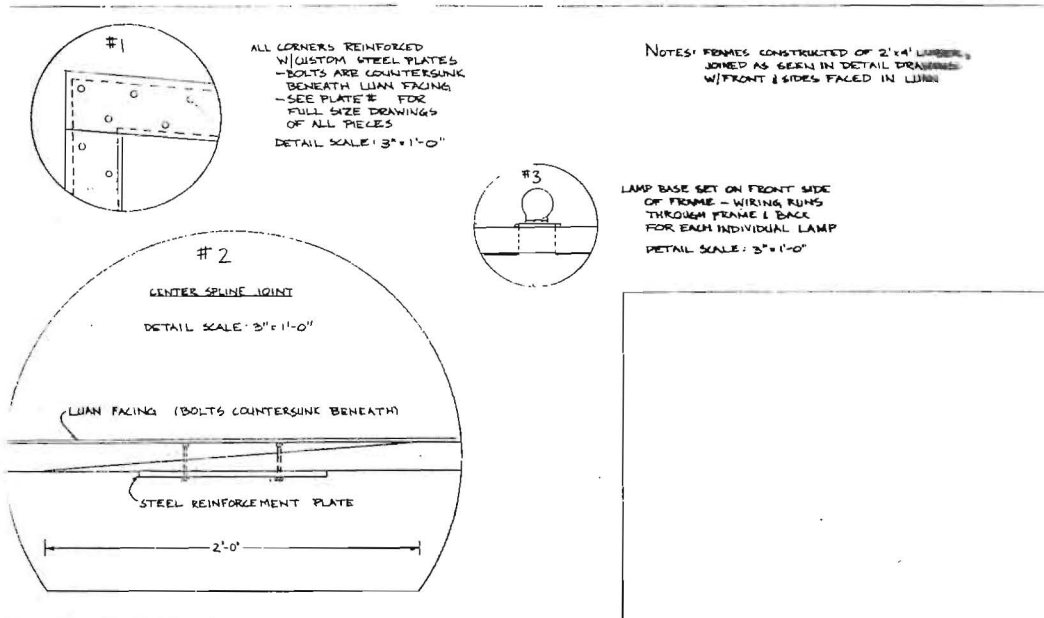 #1
ALL CORNERS REINFORCED
W/CUSTOM STEEL PLATES
-BOLTS ARE COUNTERSUNK
BENEATH LUAN FACING
-SEE PLATE # FOR
FULL SIZE DRAWINGS
OF ALL PIECES
DETAIL SCALE: 3"=1'-0"
NOTES: FRAMES CONSTRUCTED OF 2'x4' LUMBER,
JOINED AS SEEN IN DETAIL DRAWINGS
W/FRONT & SIDES FACED IN LUAN
#3
LAMP BASE SET ON FRONT SIDE
OF FRAME - WIRING RUNS
THROUGH FRAME & BACK
FOR EACH INDIVIDUAL LAMP
DETAIL SCALE: 3"=1'-0"
#2
CENTER SPLINE JOINT
DETAIL SCALE: 3"=1'-0"
LUAN FACING (BOLTS COUNTERSUNK BENEATH)
STEEL REINFORCEMENT PLATE
2'-0"